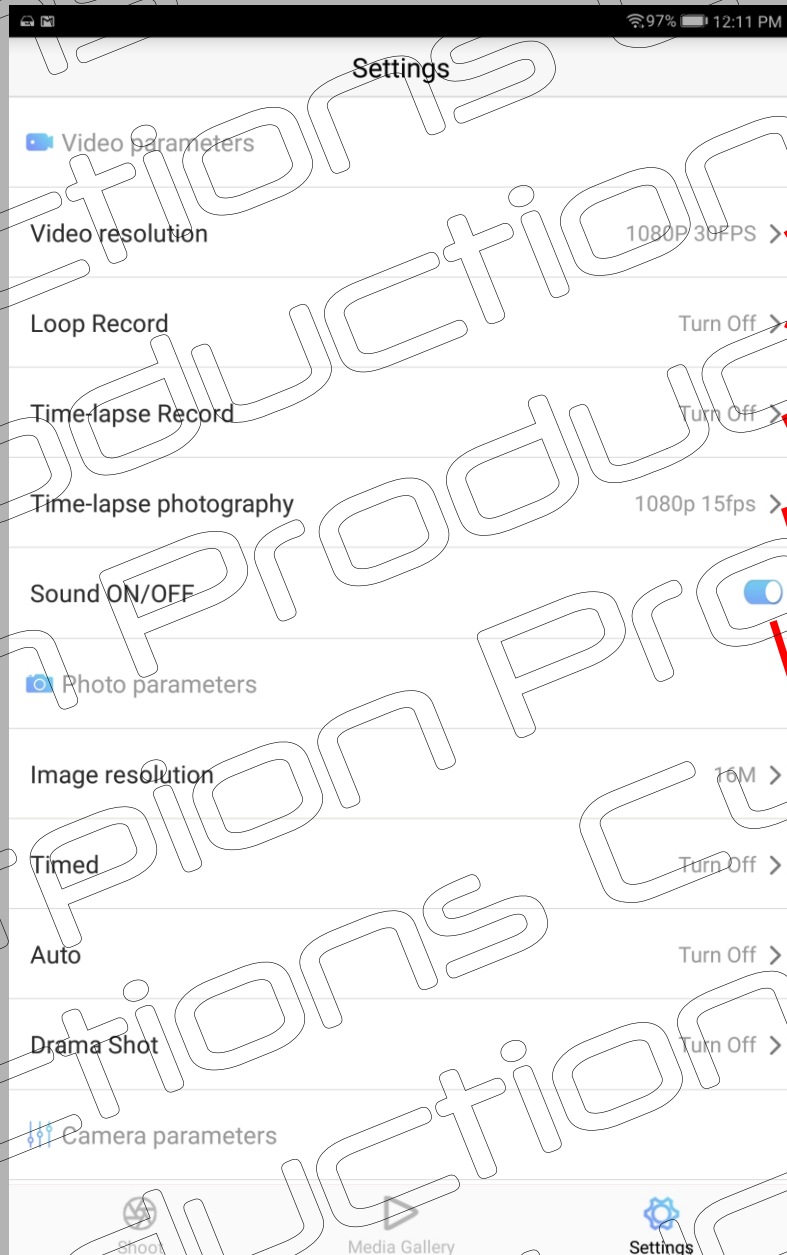 97% 12:11 PM
Settings
Video parameters
Video resolution 1080P 30FPS
Loop Record Turn Off
Time-lapse Record Turn Off
Time-lapse photography 1080p 15fps
Sound ON/OFF
Photo parameters
Image resolution 16M
Timed Turn Off
Auto Turn Off
Drama Shot Turn Off
Camera parameters
Shoot Media Gallery Settings